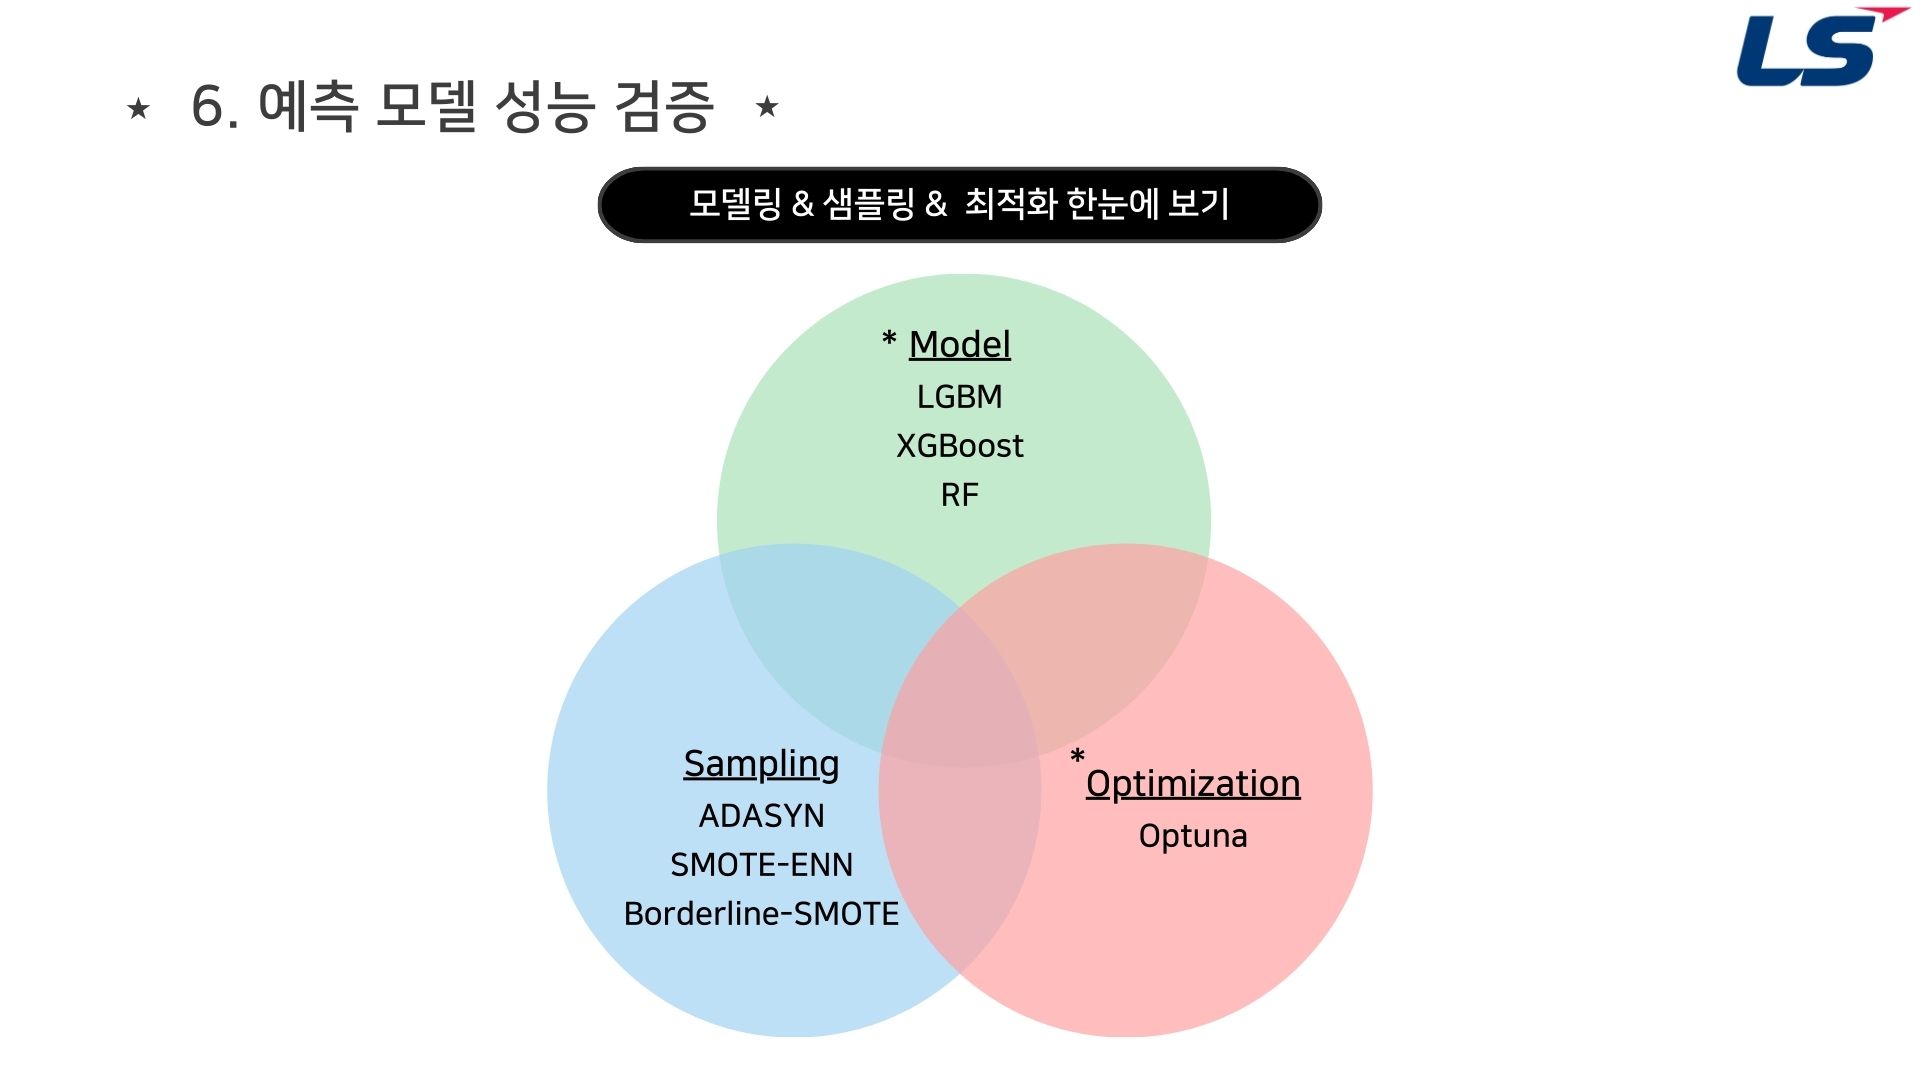 LS
★ 6. 예측 모델 성능 검증 ★
모델링 & 샘플링 & 최적화 한눈에 보기
* Model
LGBM
XGBoost
RF
Sampling
ADASYN
SMOTE-ENN
Borderline-SMOTE
*
Optimization
Optuna